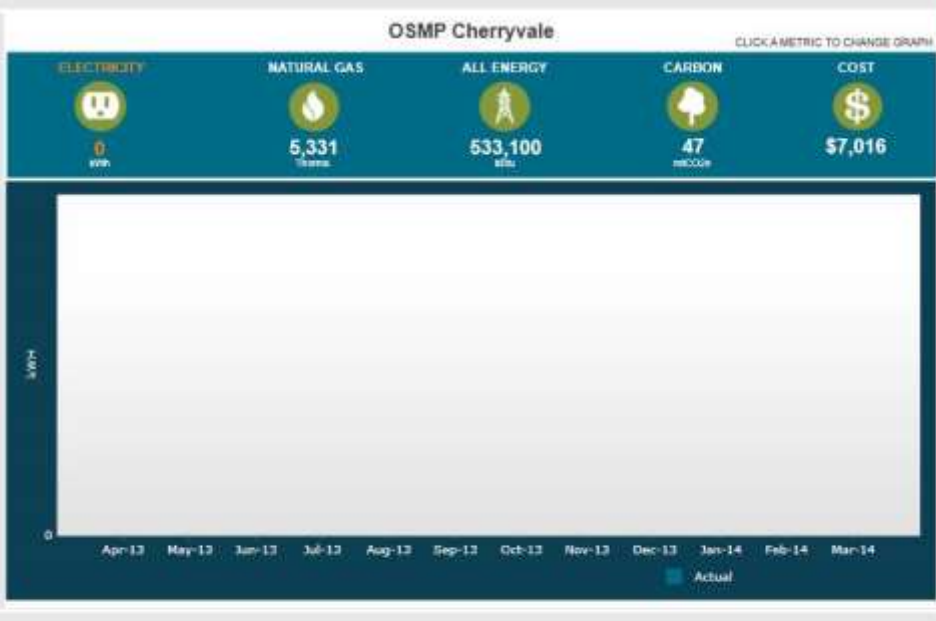 OSMP Cherryvale
CLICK A METRIC TO CHANGE GRAPH
ELECTRICITY NATURAL GAS ALL ENERGY CARBON COST
0 5,331 533,100 47 $7,016
kWh Therms kBtu mtCO2e
kWH
0
Apr-13 May-13 Jun-13 Jul-13 Aug-13 Sep-13 Oct-13 Nov-13 Dec-13 Jan-14 Feb-14 Mar-14
Actual